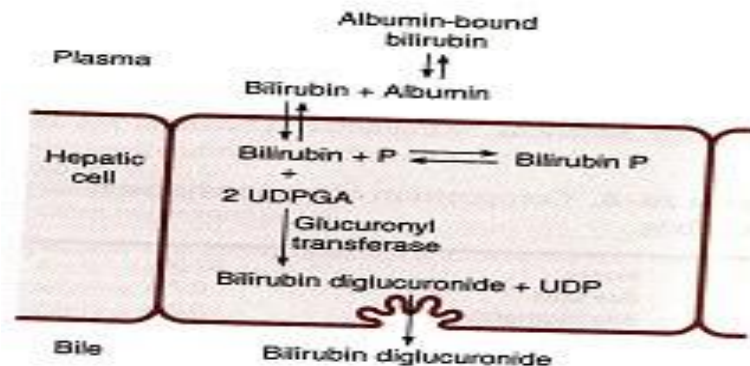 Albumin-bound
bilirubin
Plasma
Bilirubin + Albumin
Hepatic
cell
Bilirubin + P
Bilirubin P
+
2 UDPGA
Glucuronyl
transferase
Bilirubin diglucuronide + UDP
Bile
Bilirubin diglucuronide